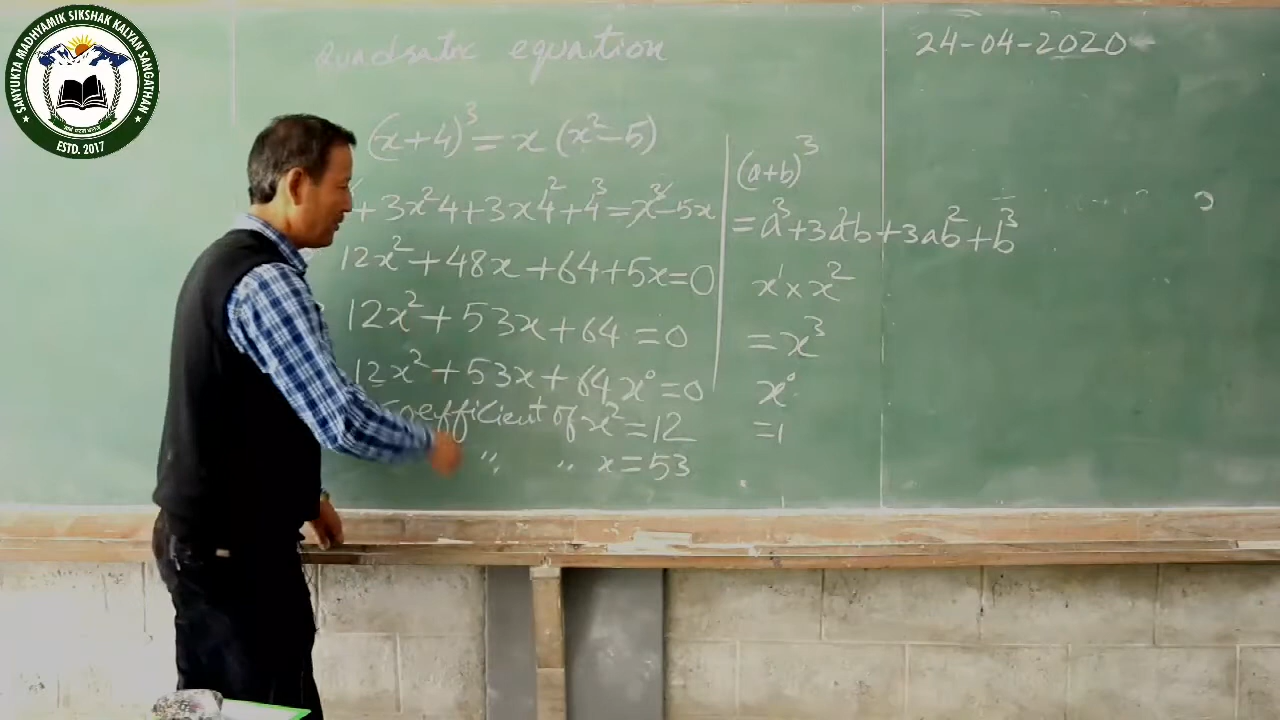 SANYUKTA MADHYAMIK SIKSHAK KALYAN SANGATHAN
ESTD. 2017
Quadratic equation
24-04-2020
(x+4)³ = x (x²-5)
+ 3x²4 + 3x4² + 4³ = x³ - 5x
12x² + 48x + 64 + 5x = 0
12x² + 53x + 64 = 0
12x² + 53x + 64x° = 0
Coefficient of x² = 12
" " x = 53
(a+b)³
= a³ + 3a²b + 3ab² + b³
x¹ × x²
= x³
x°
= 1